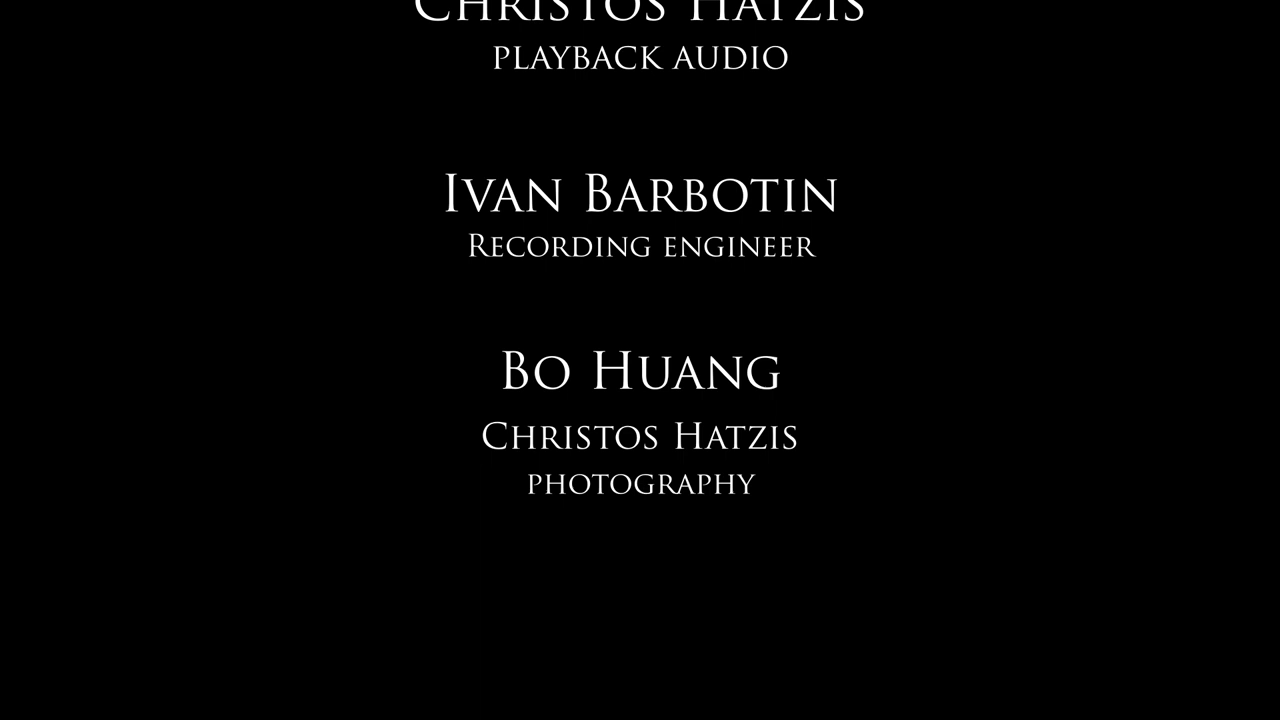 Christos Hatzis
playback audio
Ivan Barbotin
Recording engineer
Bo Huang
Christos Hatzis
photography